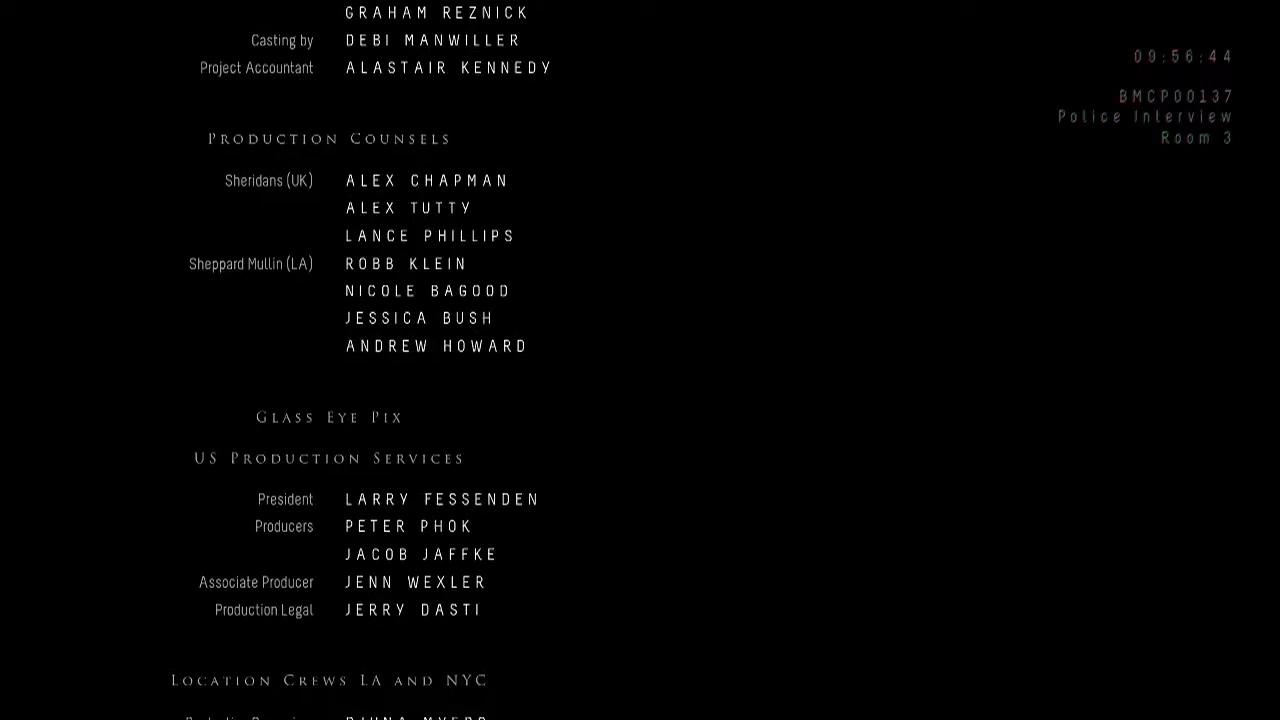 GRAHAM REZNICK
Casting by DEBI MANWILLER
Project Accountant ALASTAIR KENNEDY
PRODUCTION COUNSELS
Sheridans (UK) ALEX CHAPMAN
ALEX TUTTY
LANCE PHILLIPS
Sheppard Mullin (LA) ROBB KLEIN
NICOLE BAGOOD
JESSICA BUSH
ANDREW HOWARD
GLASS EYE PIX
US PRODUCTION SERVICES
President LARRY FESSENDEN
Producers PETER PHOK
JACOB JAFFKE
Associate Producer JENN WEXLER
Production Legal JERRY DASTI
LOCATION CREWS LA AND NYC
09:56:44
BMCP00137
Police Interview
Room 3